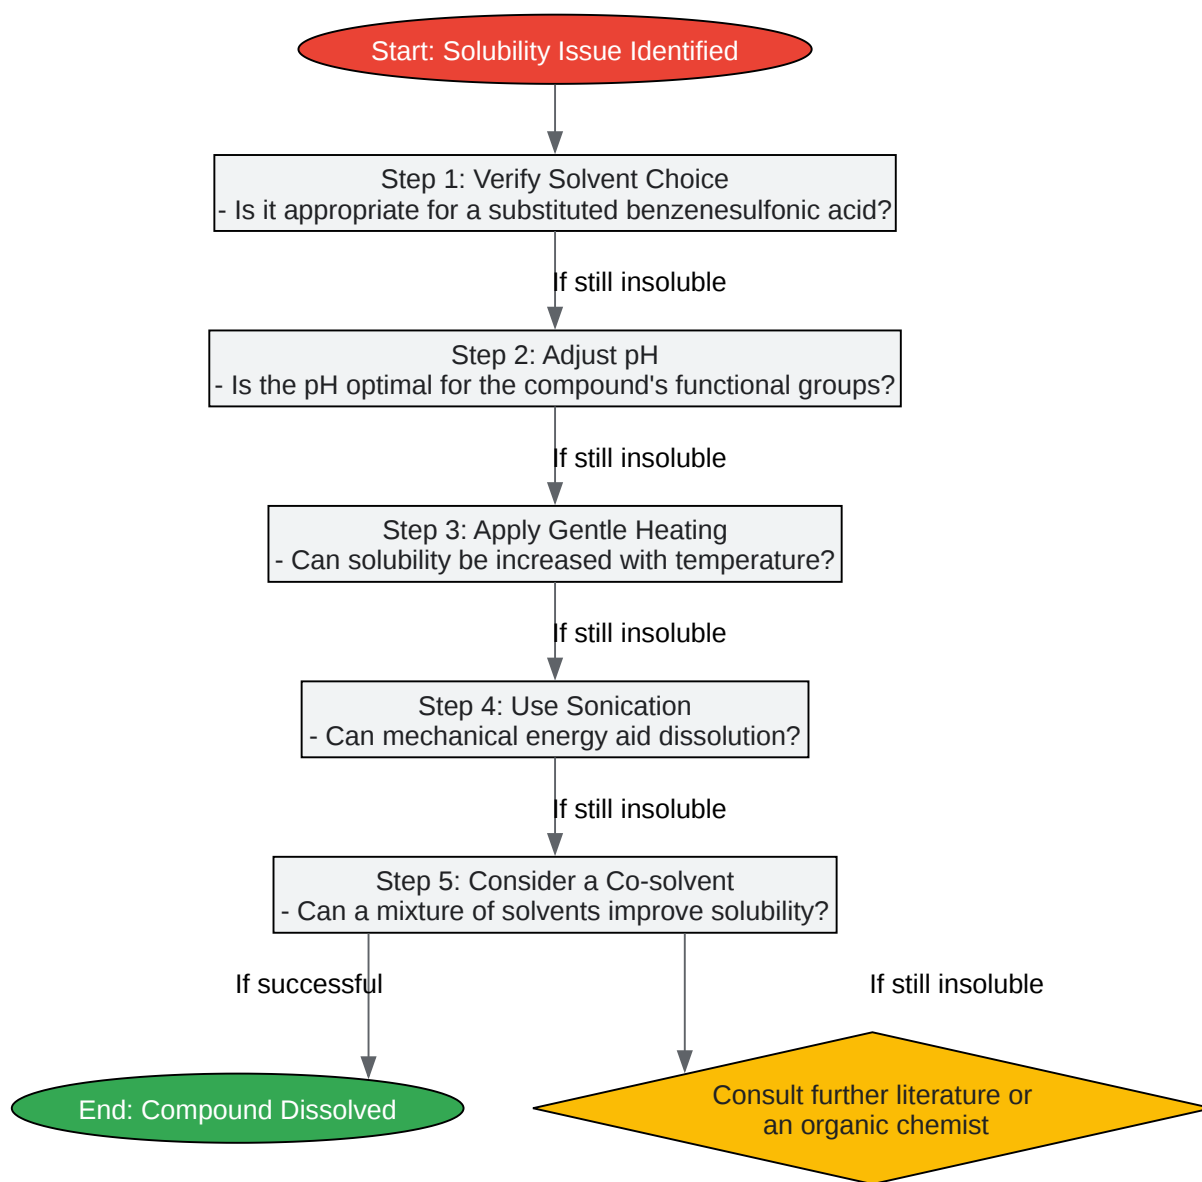 Start: Solubility Issue Identified
Step 1: Verify Solvent Choice
- Is it appropriate for a substituted benzenesulfonic acid?
If still insoluble
Step 2: Adjust pH
- Is the pH optimal for the compound's functional groups?
If still insoluble
Step 3: Apply Gentle Heating
- Can solubility be increased with temperature?
If still insoluble
Step 4: Use Sonication
- Can mechanical energy aid dissolution?
If still insoluble
Step 5: Consider a Co-solvent
- Can a mixture of solvents improve solubility?
If successful
If still insoluble
End: Compound Dissolved
Consult further literature or
an organic chemist